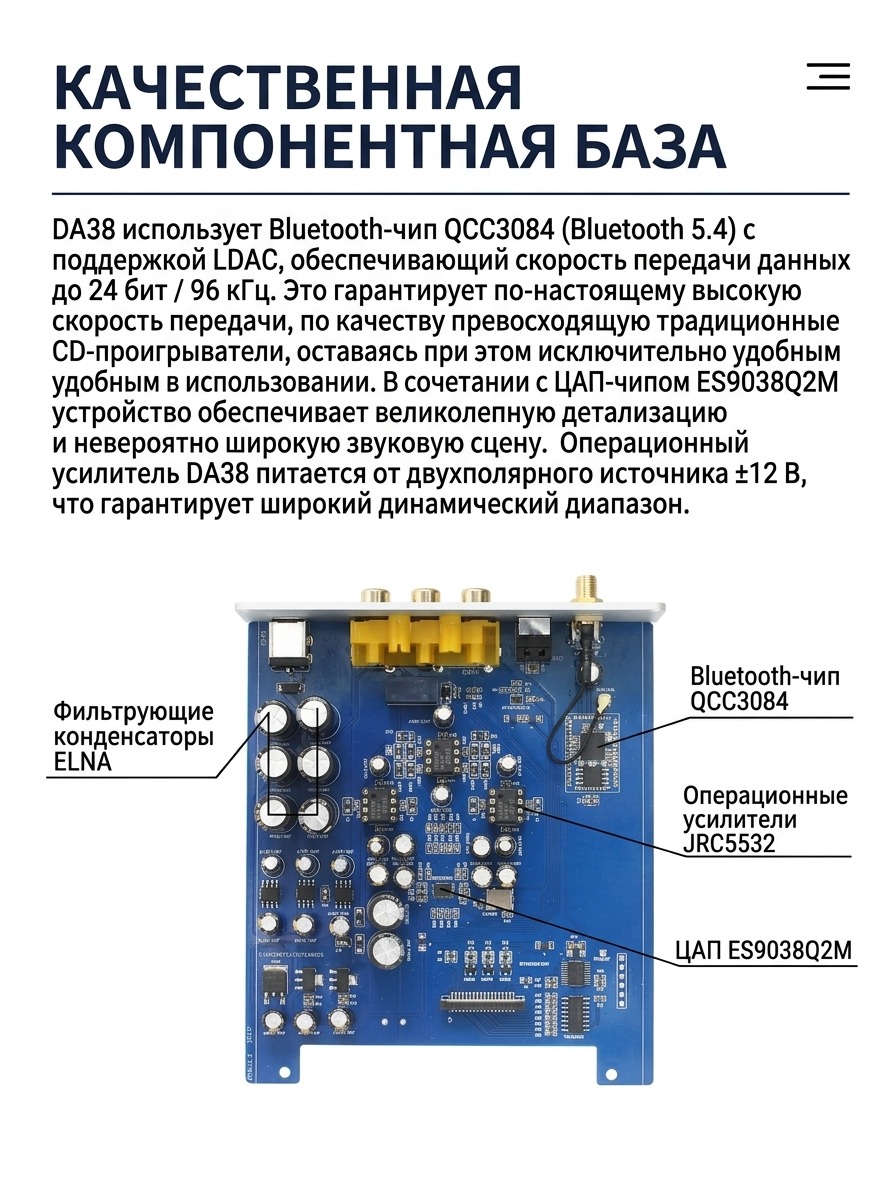 КАЧЕСТВЕННАЯ
КОМПОНЕНТНАЯ БАЗА
DA38 использует Bluetooth-чип QCC3084 (Bluetooth 5.4) с
поддержкой LDAC, обеспечивающий скорость передачи данных
до 24 бит / 96 кГц. Это гарантирует по-настоящему высокую
скорость передачи, по качеству превосходящую традиционные
CD-проигрыватели, оставаясь при этом исключительно удобным
удобным в использовании. В сочетании с ЦАП-чипом ES9038Q2M
устройство обеспечивает великолепную детализацию
и невероятно широкую звуковую сцену. Операционный
усилитель DA38 питается от двухполярного источника ±12 В,
что гарантирует широкий динамический диапазон.
Bluetooth-чип
QCC3084
Фильтрующие
конденсаторы
ELNA
Операционные
усилители
JRC5532
ЦАП ES9038Q2M